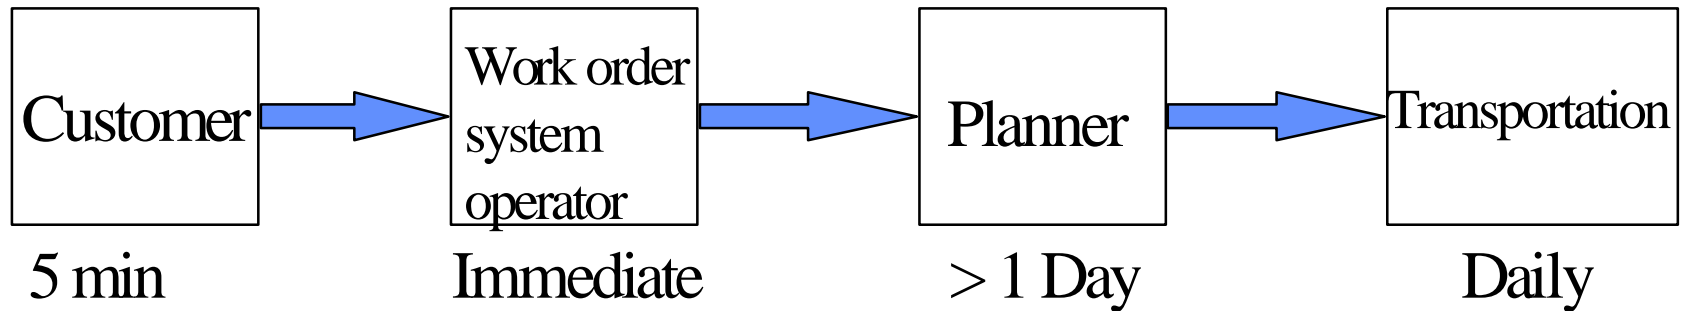 Customer
Work order
system
operator
Planner
Transportation
5 min
Immediate
> 1 Day
Daily